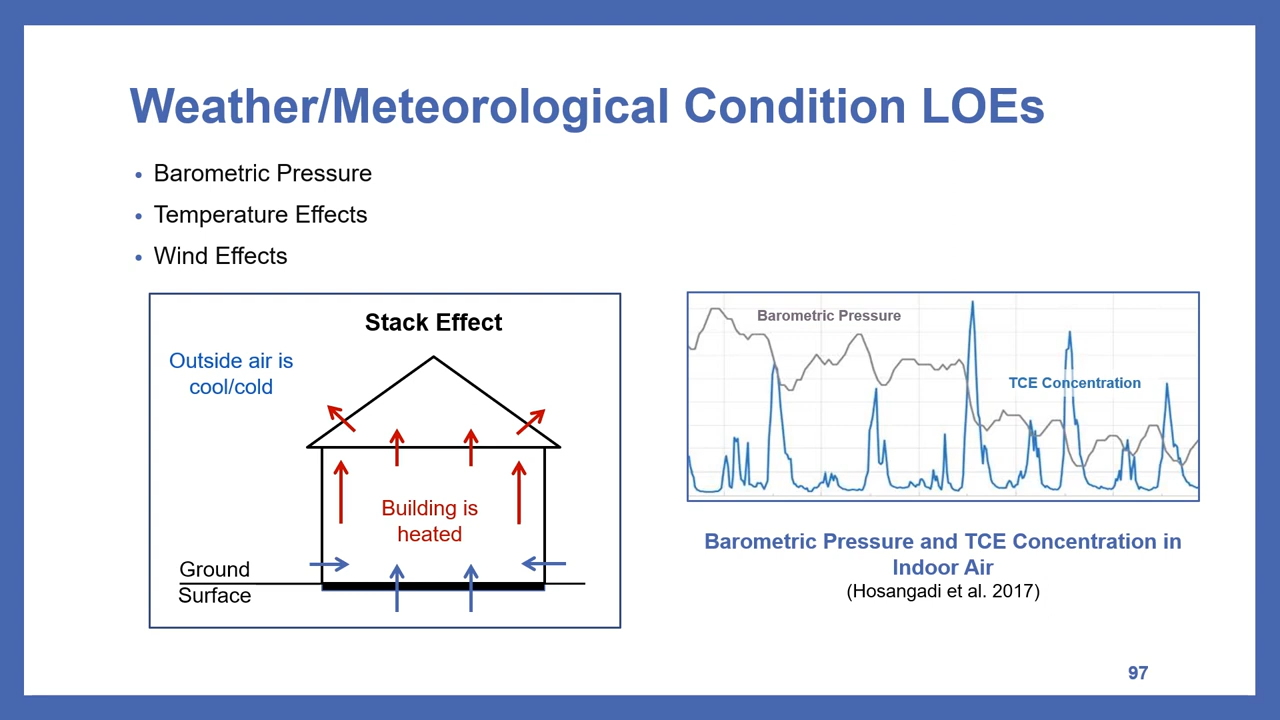 Weather/Meteorological Condition LOEs
• Barometric Pressure
• Temperature Effects
• Wind Effects
Stack Effect
Outside air is
cool/cold
Building is
heated
Ground
Surface
Barometric Pressure
TCE Concentration
Barometric Pressure and TCE Concentration in
Indoor Air
(Hosangadi et al. 2017)
97